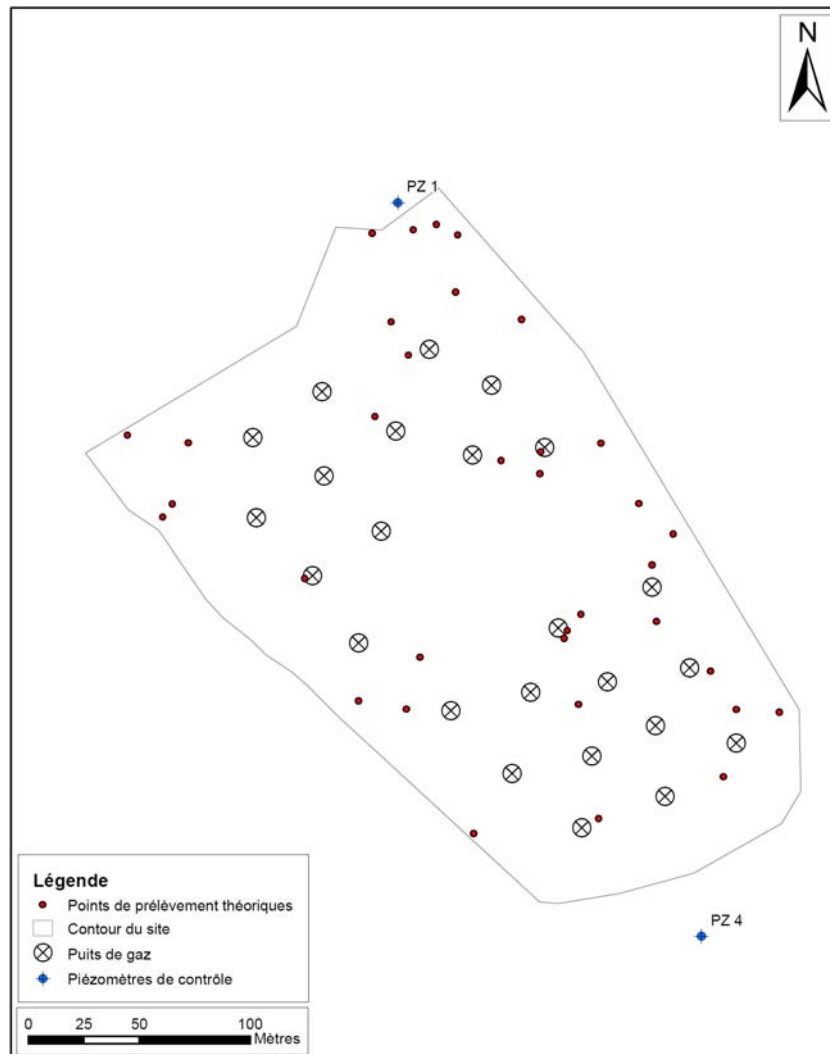 N
PZ 1
PZ 4
Légende
Points de prélèvement théoriques
Contour du site
Puits de gaz
Piézomètres de contrôle
0 25 50 100
Mètres